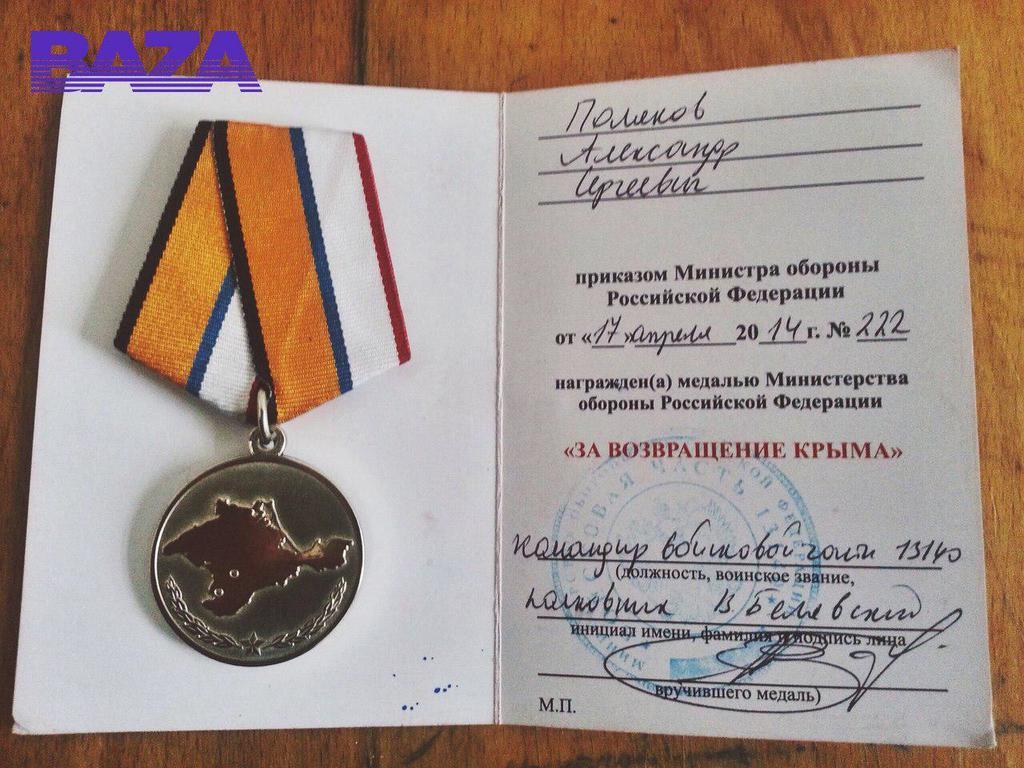 BAZA
Поляков
Александр
Сергеевич
приказом Министра обороны
Российской Федерации
от «17» апреля 2014 г. № 222
награжден(а) медалью Министерства
обороны Российской Федерации
«ЗА ВОЗВРАЩЕНИЕ КРЫМА»
Командир войсковой части 13140
(должность, воинское звание,
полковник В. Белявский
инициал имени, фамилия и подпись лица
вручившего медаль)
М.П.